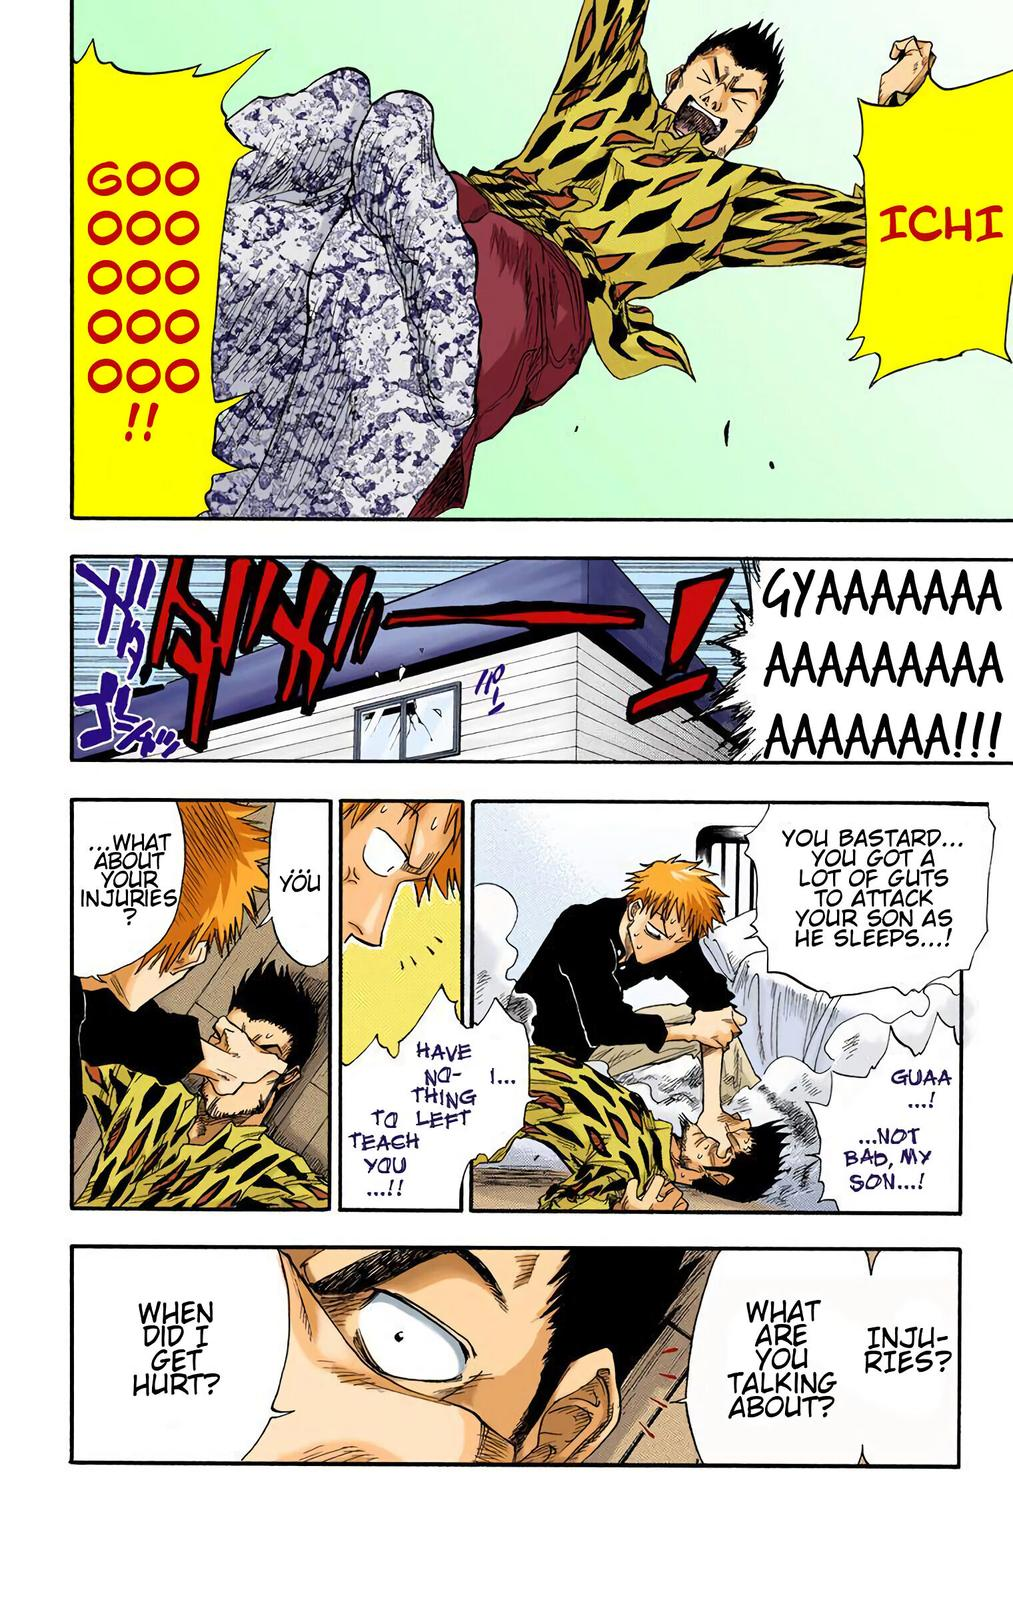 ICHI
GOO
OOO
OOO
OOO
OOO
!!
GYAAAAAAA
AAAAAAAAA
AAAAAAA!!!
YOU BASTARD...
YOU GOT A
LOT OF GUTS
TO ATTACK
YOUR SON AS
HE SLEEPS...!
GUAA
...!
...NOT
BAD, MY
SON...!
I...
HAVE
NO-
THING
TO LEFT
TEACH
YOU
...!!
YOU
...
...WHAT
ABOUT
YOUR
INJURIES
?
INJU-
RIES?
WHAT
ARE
YOU
TALKING
ABOUT?
WHEN
DID I
GET
HURT?